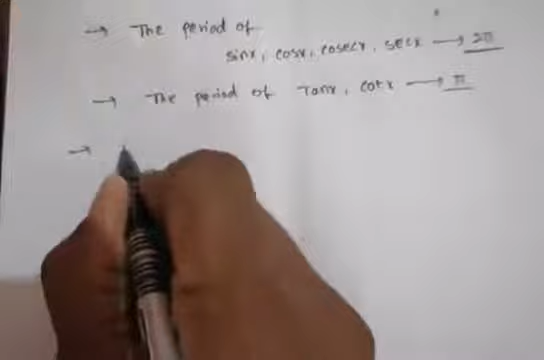 → The period of
sinx, cosx, cosecx, secx → 2π
→ The period of Tanx, cotx → π
→